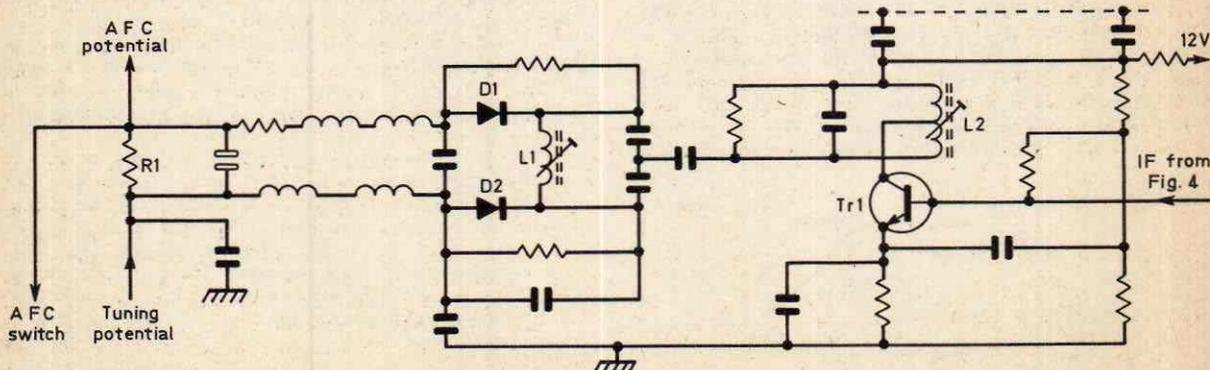 A F C
potential
12V
D1
L2
R1
L1
IF from
Fig. 4
D2
Tr1
A F C
switch
Tuning
potential